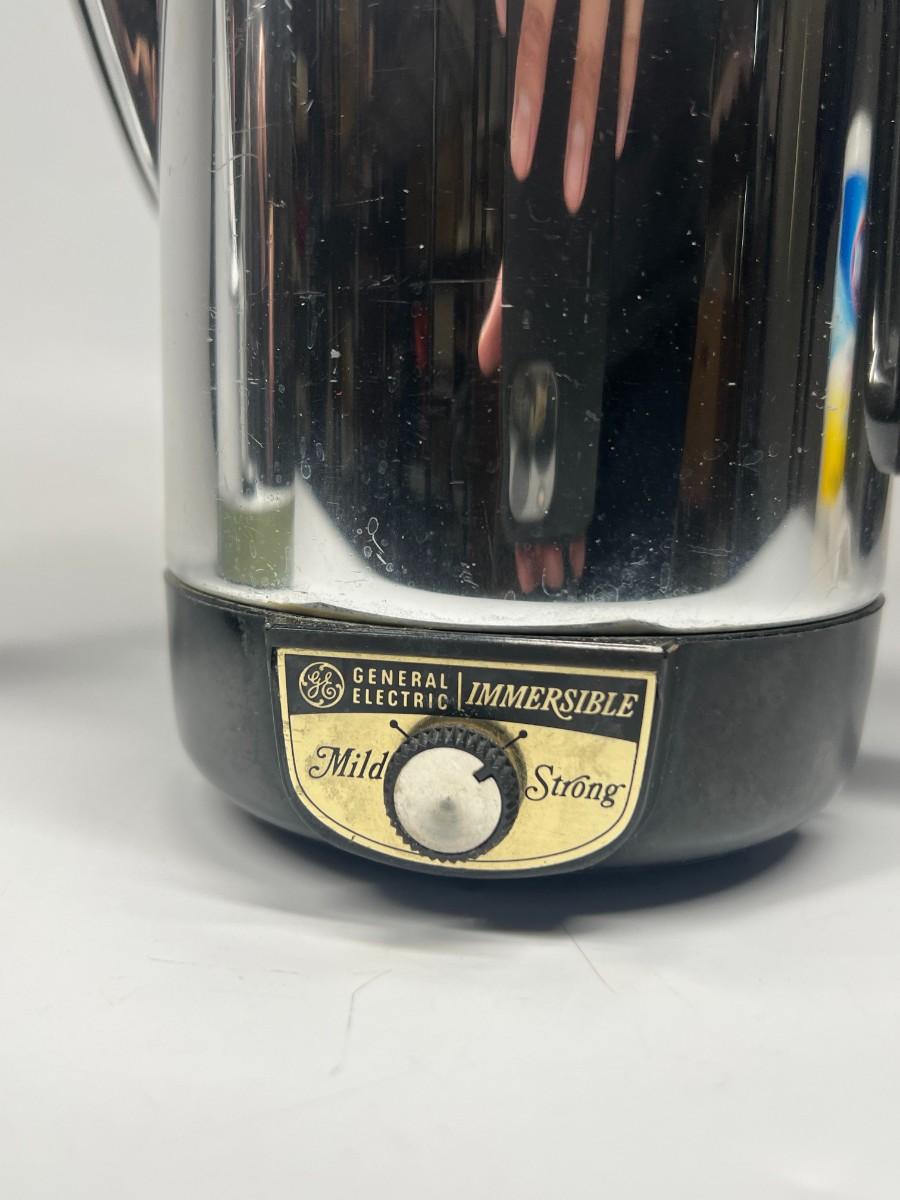 GE GENERAL
ELECTRIC
IMMERSIBLE
Mild
Strong